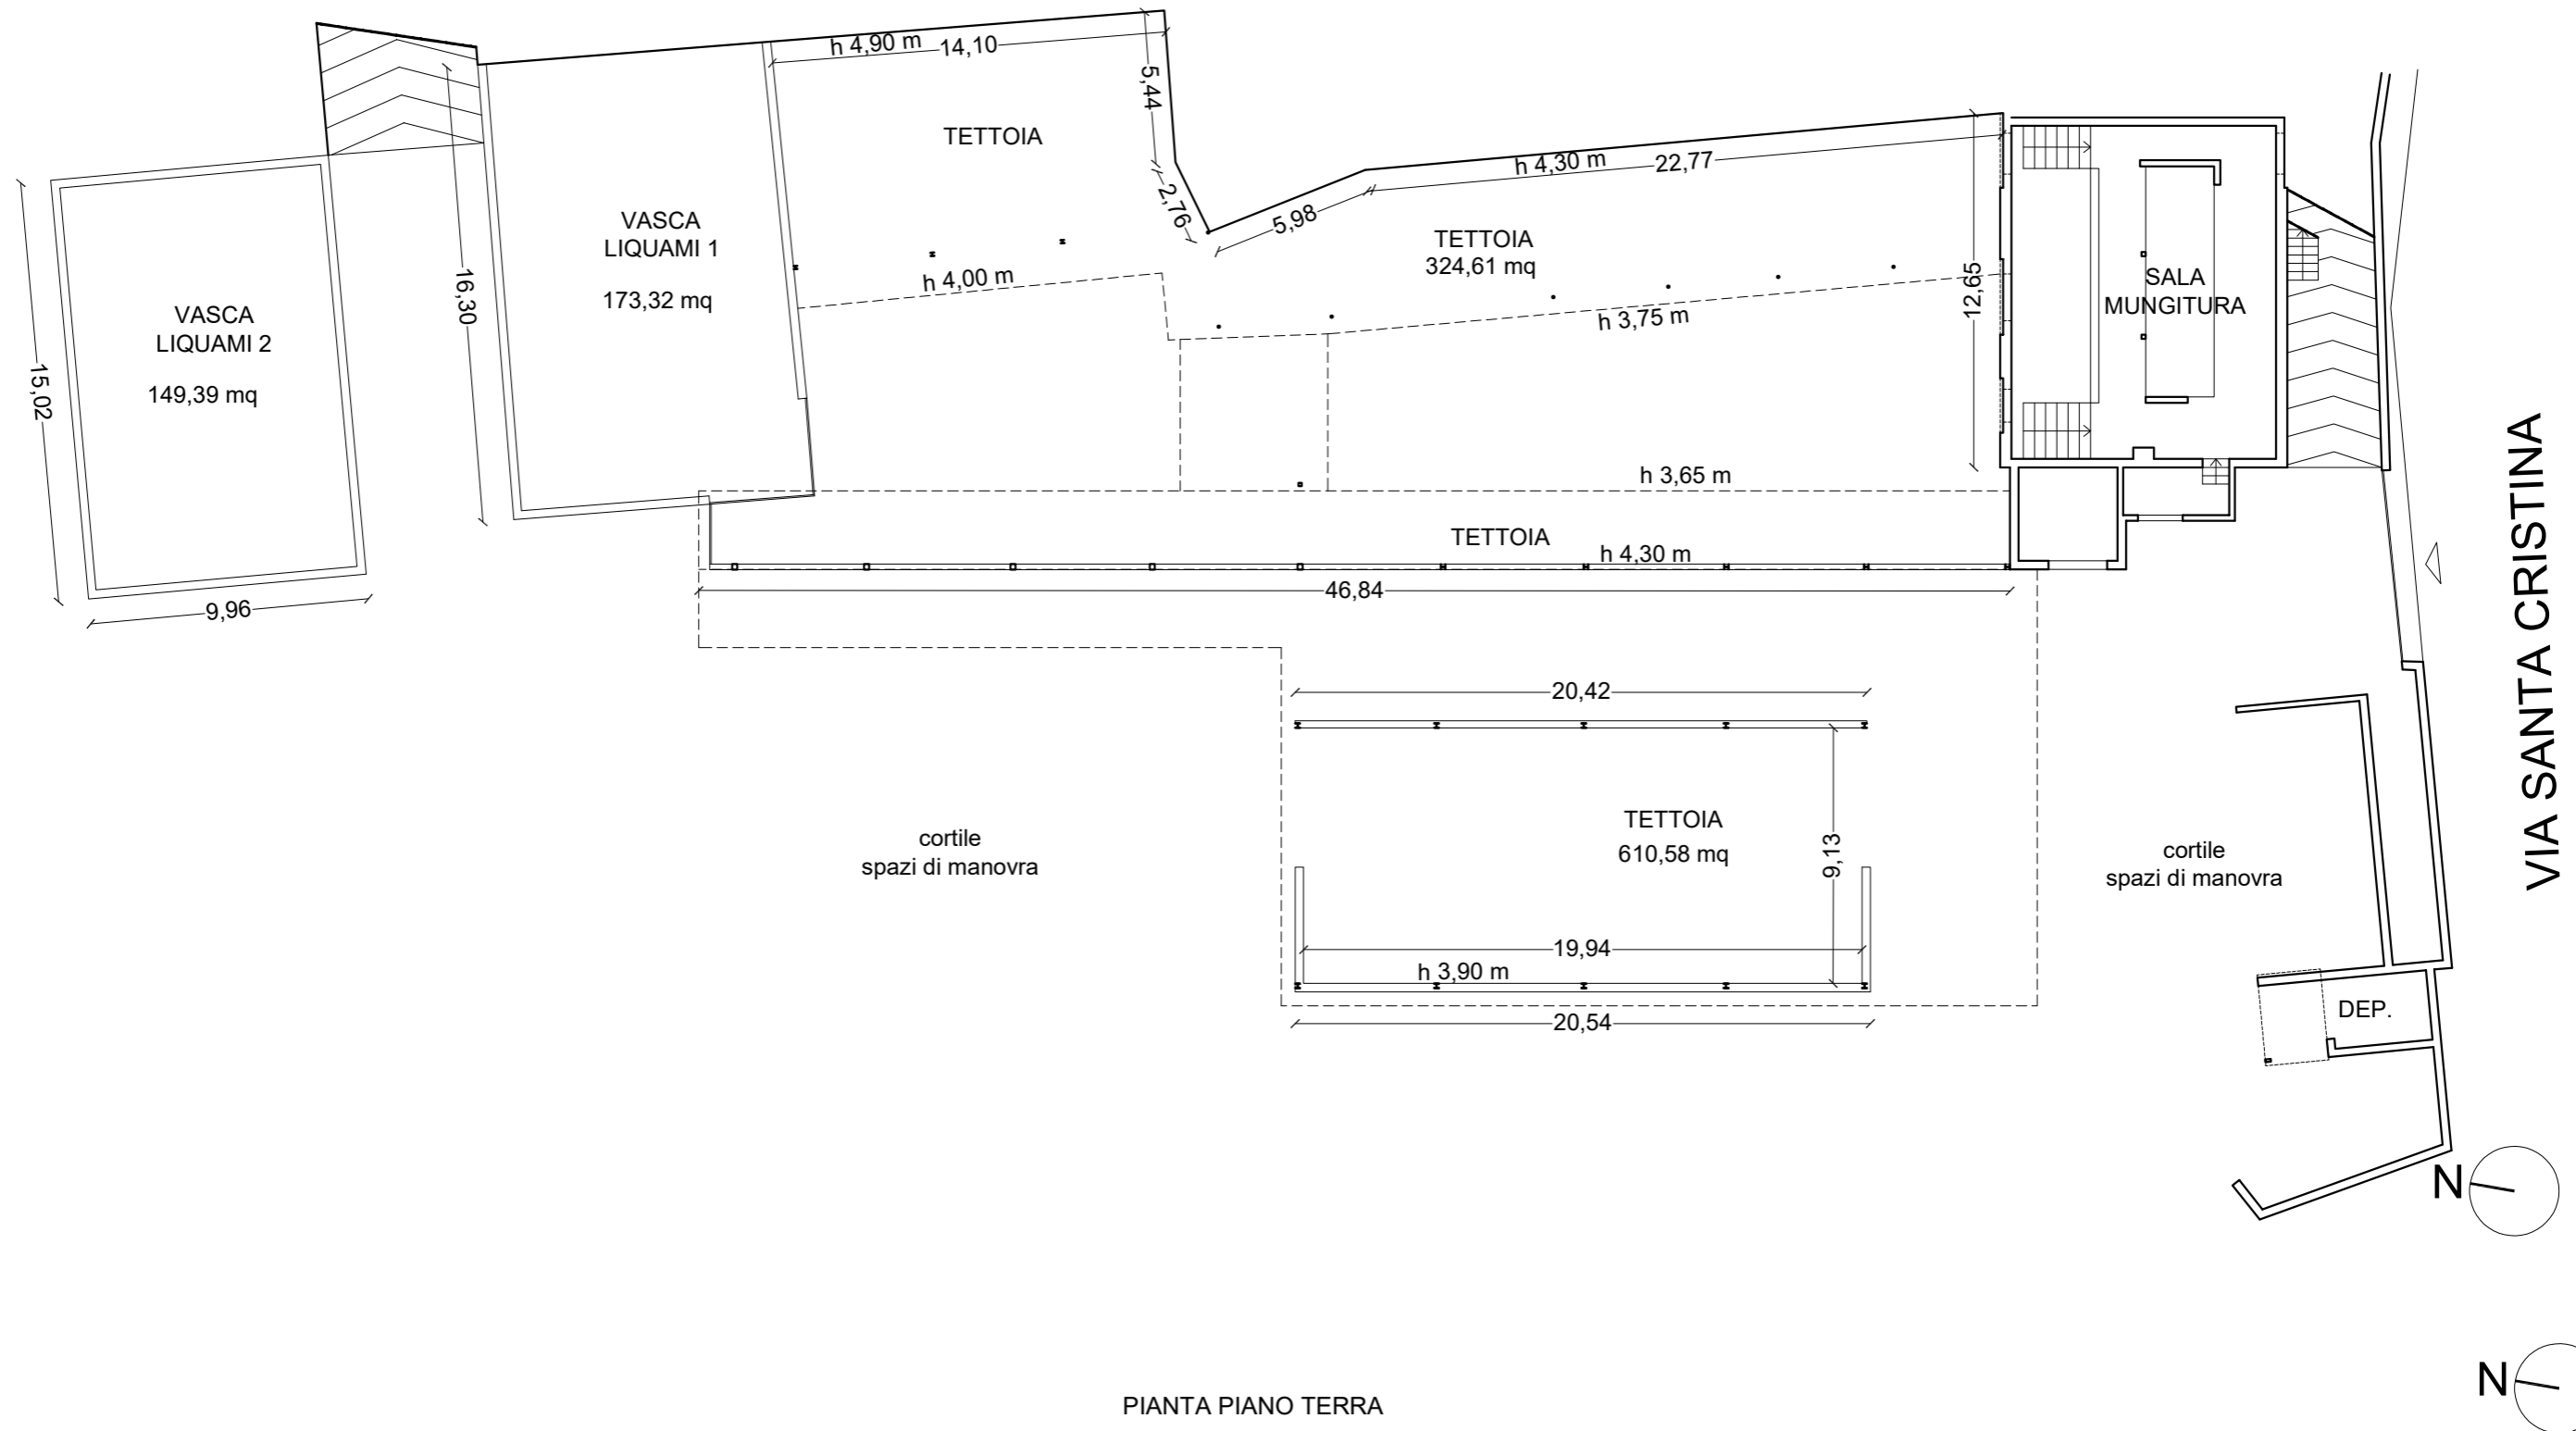 h 4,90 m
14,10
5,44
TETTOIA
2,76
5,98
h 4,30 m
22,77
VASCA
LIQUAMI 1
173,32 mq
16,30
h 4,00 m
TETTOIA
324,61 mq
h 3,75 m
12,65
SALA
MUNGITURA
VASCA
LIQUAMI 2
149,39 mq
15,02
9,96
h 3,65 m
TETTOIA
h 4,30 m
46,84
VIA SANTA CRISTINA
20,42
TETTOIA
610,58 mq
9,13
cortile
spazi di manovra
cortile
spazi di manovra
19,94
h 3,90 m
20,54
DEP.
N
N
PIANTA PIANO TERRA